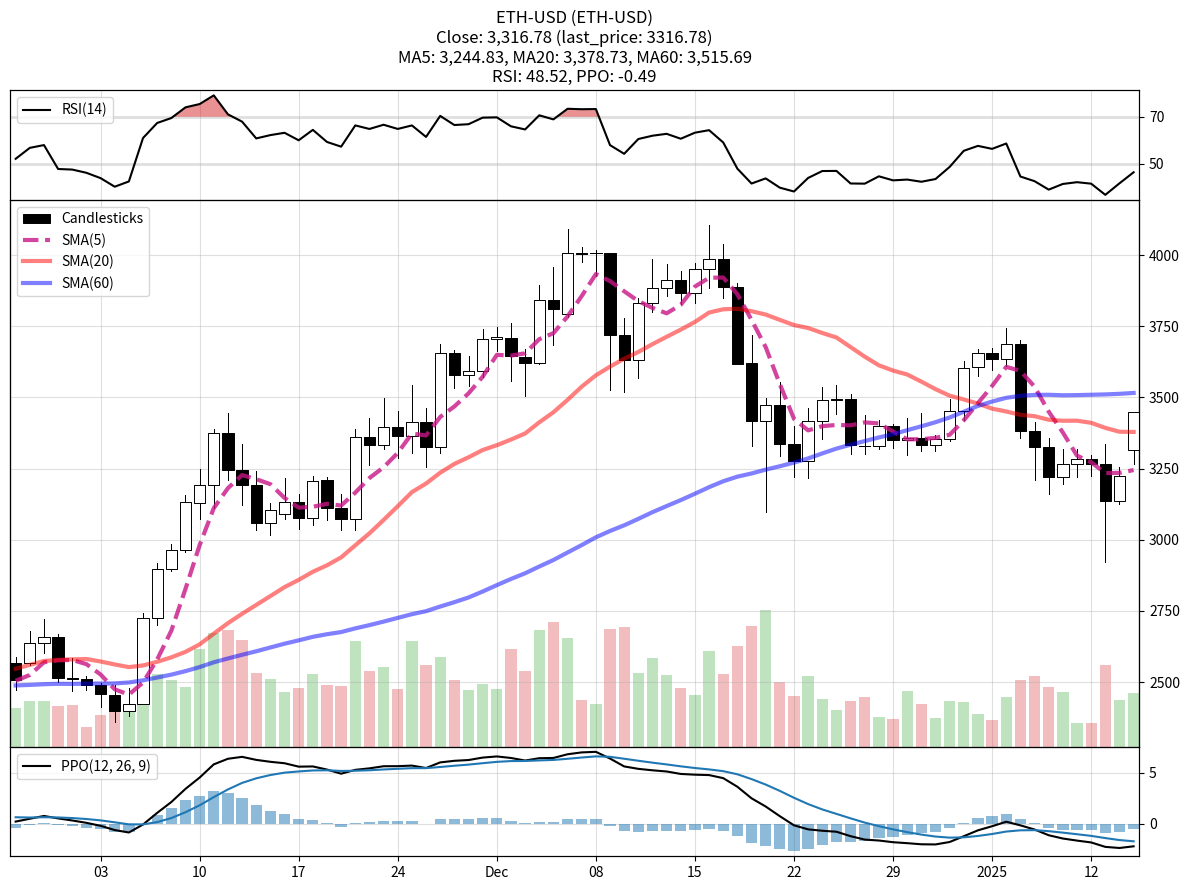 ETH-USD (ETH-USD)
Close: 3,316.78 (last_price: 3316.78)
MA5: 3,244.83, MA20: 3,378.73, MA60: 3,515.69
RSI: 48.52, PPO: -0.49
RSI(14)
70
50
Candlesticks
SMA(5)
SMA(20)
SMA(60)
4000
3750
3500
3250
3000
2750
2500
PPO(12, 26, 9)
5
0
03 10 17 24 Dec 08 15 22 29 2025 12